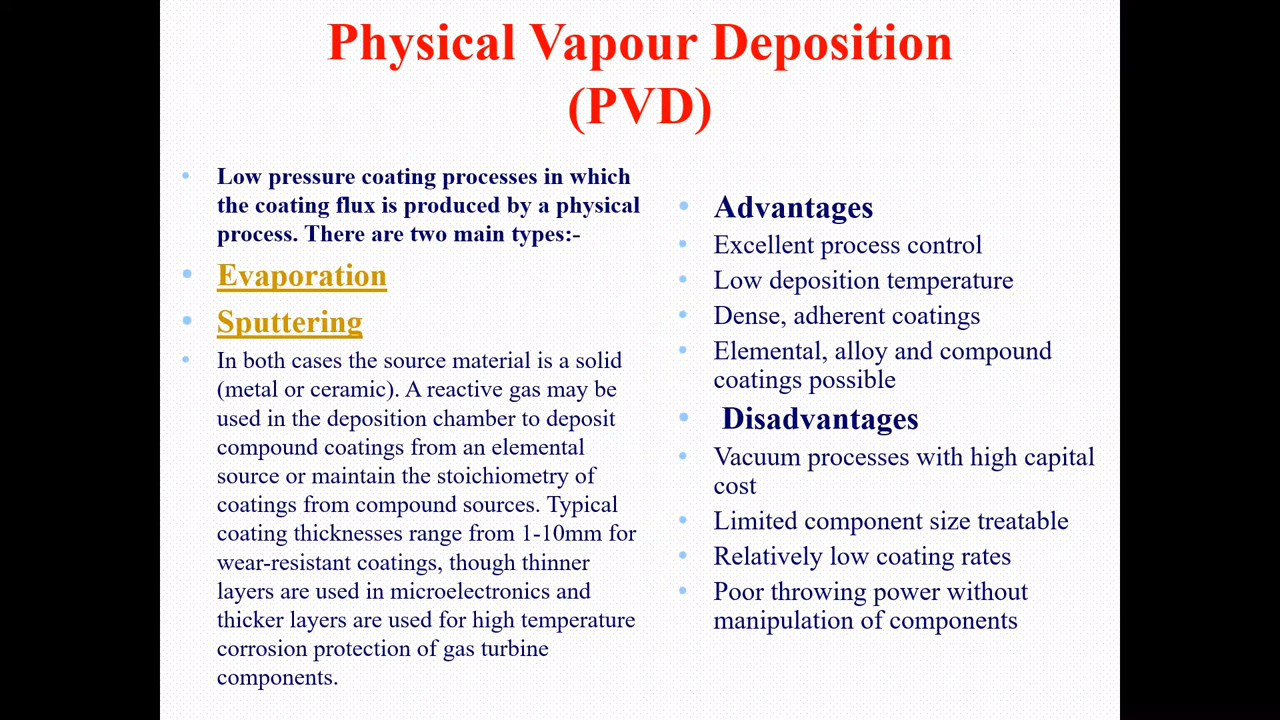 Physical Vapour Deposition
(PVD)
Low pressure coating processes in which
the coating flux is produced by a physical
process. There are two main types:-
Evaporation
Sputtering
In both cases the source material is a solid
(metal or ceramic). A reactive gas may be
used in the deposition chamber to deposit
compound coatings from an elemental
source or maintain the stoichiometry of
coatings from compound sources. Typical
coating thicknesses range from 1-10mm for
wear-resistant coatings, though thinner
layers are used in microelectronics and
thicker layers are used for high temperature
corrosion protection of gas turbine
components.
Advantages
Excellent process control
Low deposition temperature
Dense, adherent coatings
Elemental, alloy and compound
coatings possible
Disadvantages
Vacuum processes with high capital
cost
Limited component size treatable
Relatively low coating rates
Poor throwing power without
manipulation of components